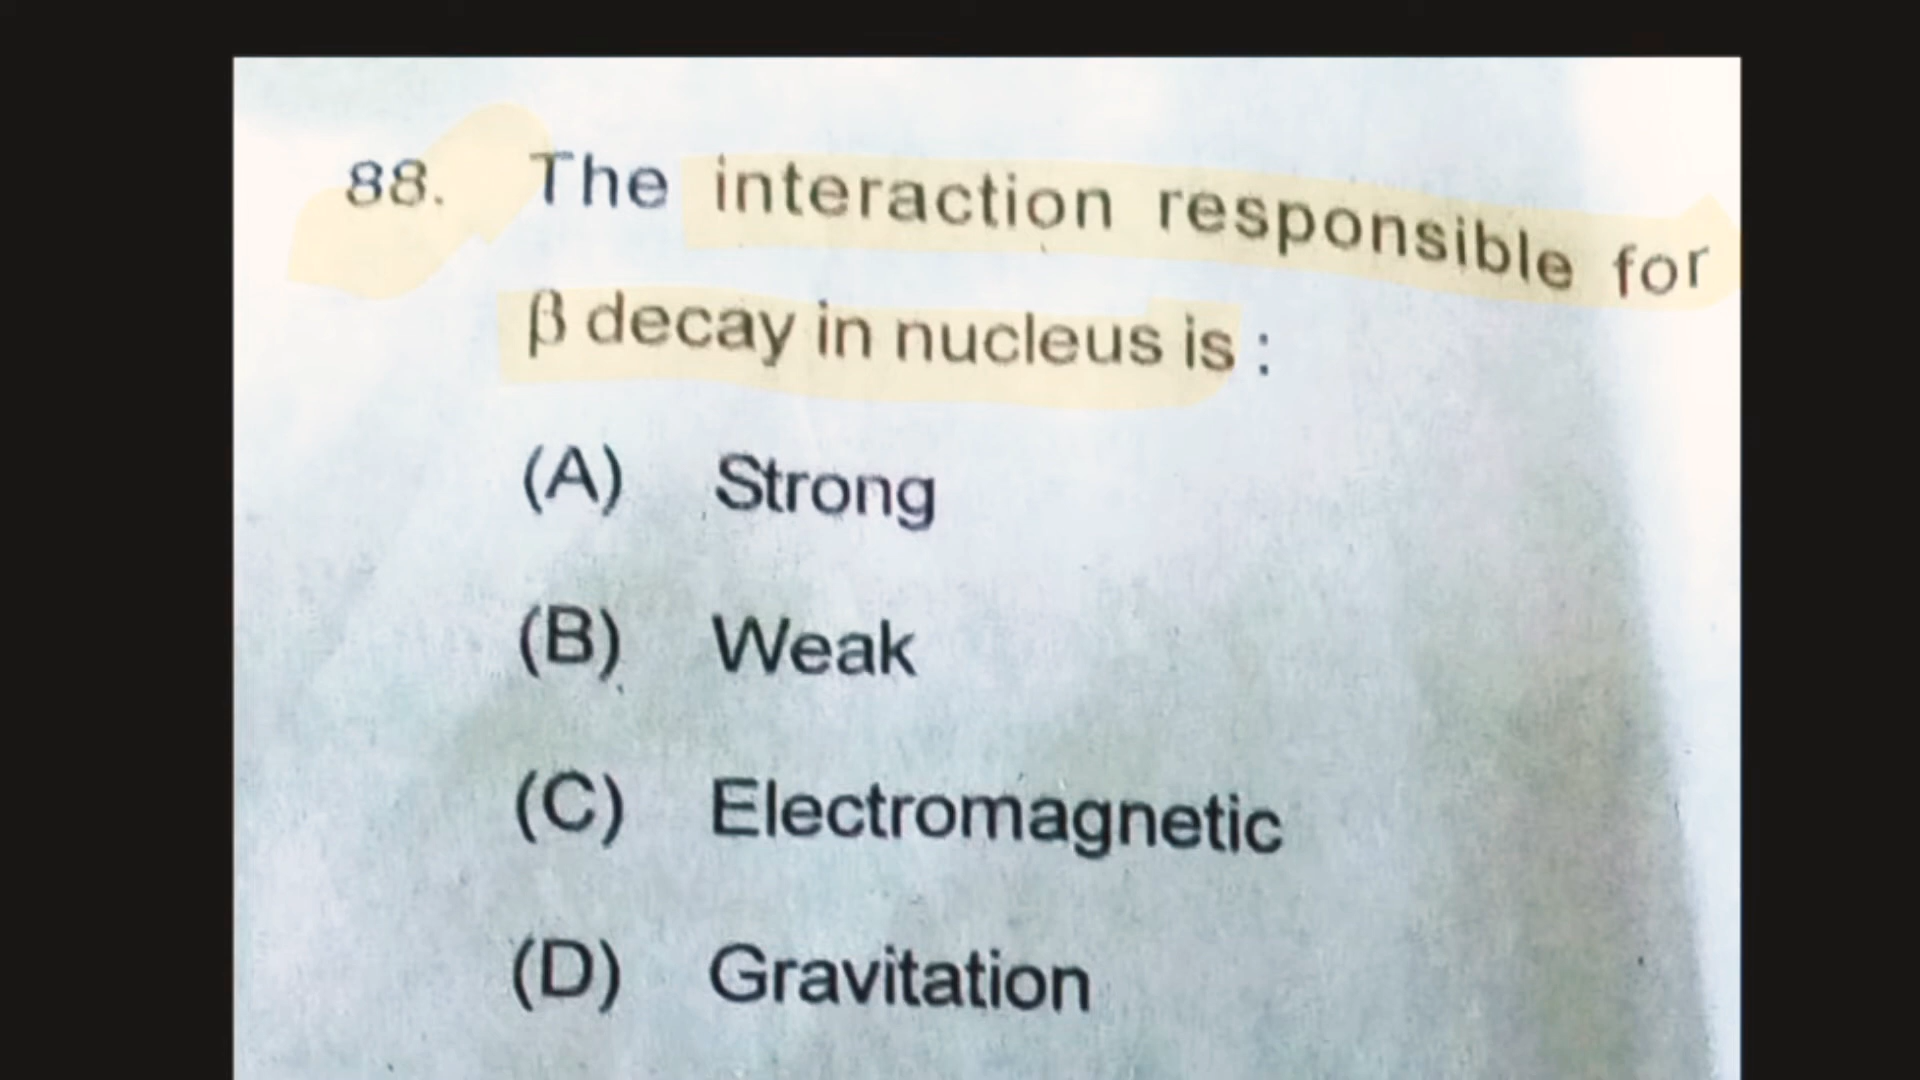 88. The interaction responsible for
β decay in nucleus is :
(A) Strong
(B) Weak
(C) Electromagnetic
(D) Gravitation